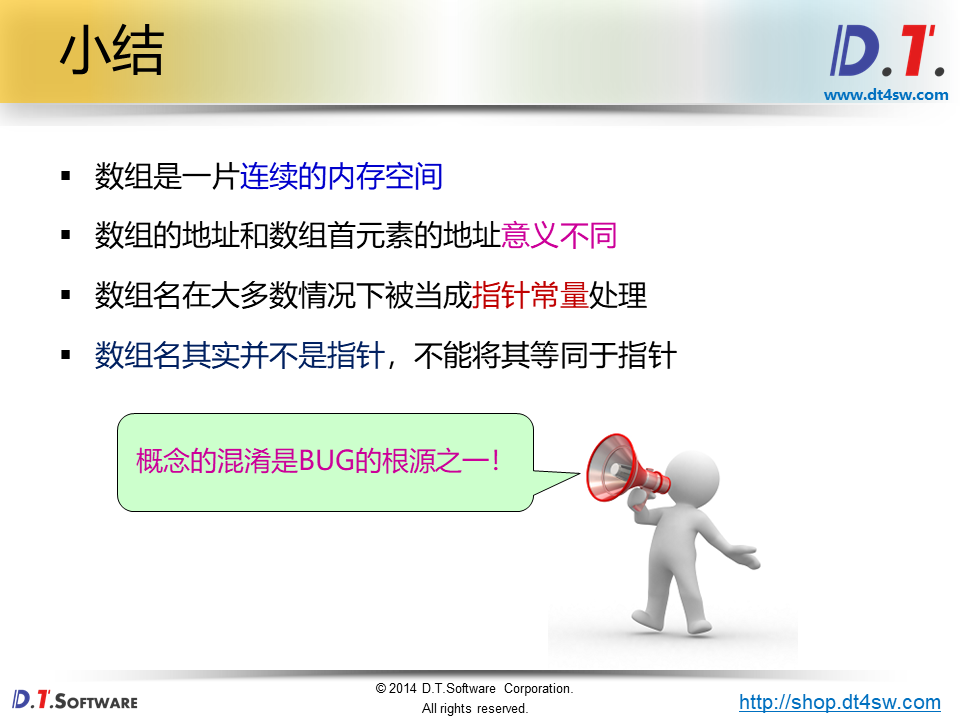 小结
D.T.
www.dt4sw.com
▪ 数组是一片连续的内存空间
▪ 数组的地址和数组首元素的地址意义不同
▪ 数组名在大多数情况下被当成指针常量处理
▪ 数组名其实并不是指针，不能将其等同于指针
概念的混淆是BUG的根源之一！
D.T.SOFTWARE
© 2014 D.T.Software Corporation.
All rights reserved.
http://shop.dt4sw.com